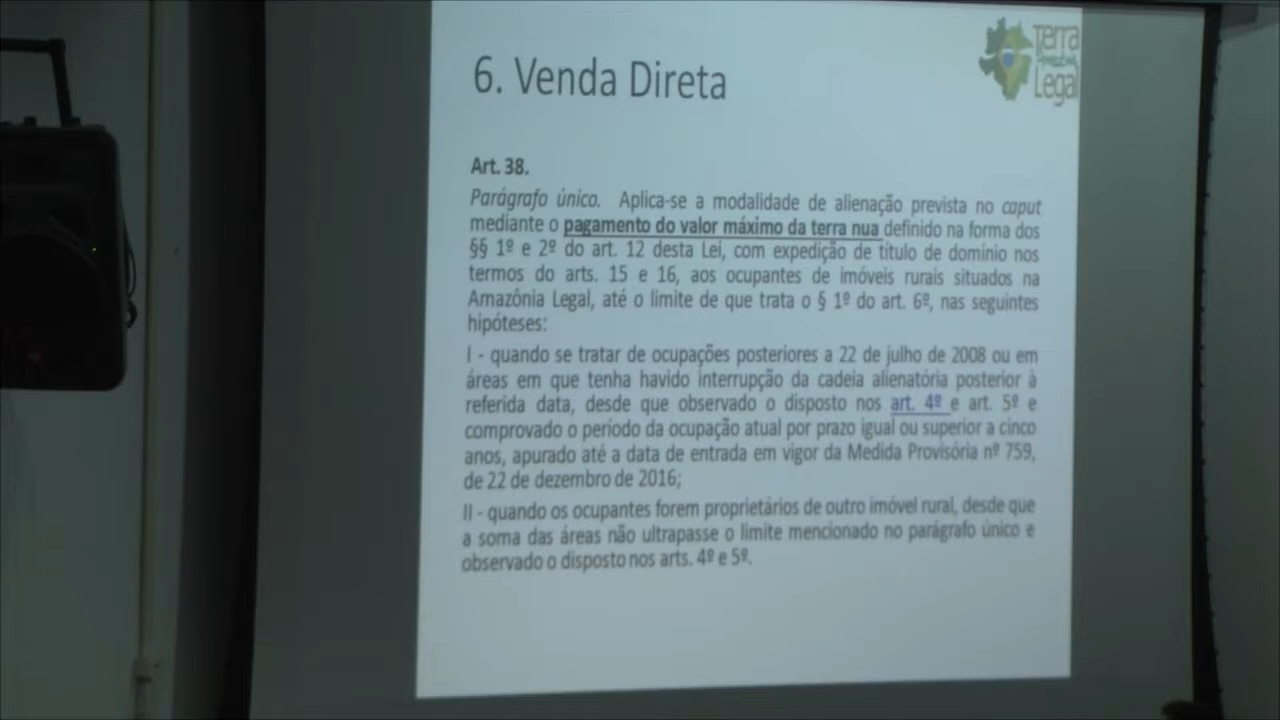 6. Venda Direta
Terra
Legal
Art. 38.
Parágrafo único. Aplica-se a modalidade de alienação prevista no caput
mediante o pagamento do valor máximo da terra nua definido na forma dos
§§ 1º e 2º do art. 12 desta Lei, com expedição de título de domínio nos
termos do arts. 15 e 16, aos ocupantes de imóveis rurais situados na
Amazônia Legal, até o limite de que trata o § 1º do art. 6º, nas seguintes
hipóteses:
I - quando se tratar de ocupações posteriores a 22 de julho de 2008 ou em
áreas em que tenha havido interrupção da cadeia alienatória posterior à
referida data, desde que observado o disposto nos art. 4º e art. 5º e
comprovado o período da ocupação atual por prazo igual ou superior a cinco
anos, apurado até a data de entrada em vigor da Medida Provisória nº 759,
de 22 de dezembro de 2016;
II - quando os ocupantes forem proprietários de outro imóvel rural, desde que
a soma das áreas não ultrapasse o limite mencionado no parágrafo único e
observado o disposto nos arts. 4º e 5º.